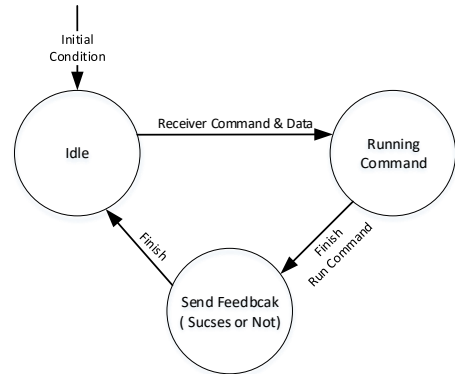 Initial
Condition
Receiver Command & Data
Idle
Running
Command
Finish
Finish
Run Command
Send Feedbcak
( Sucses or Not)